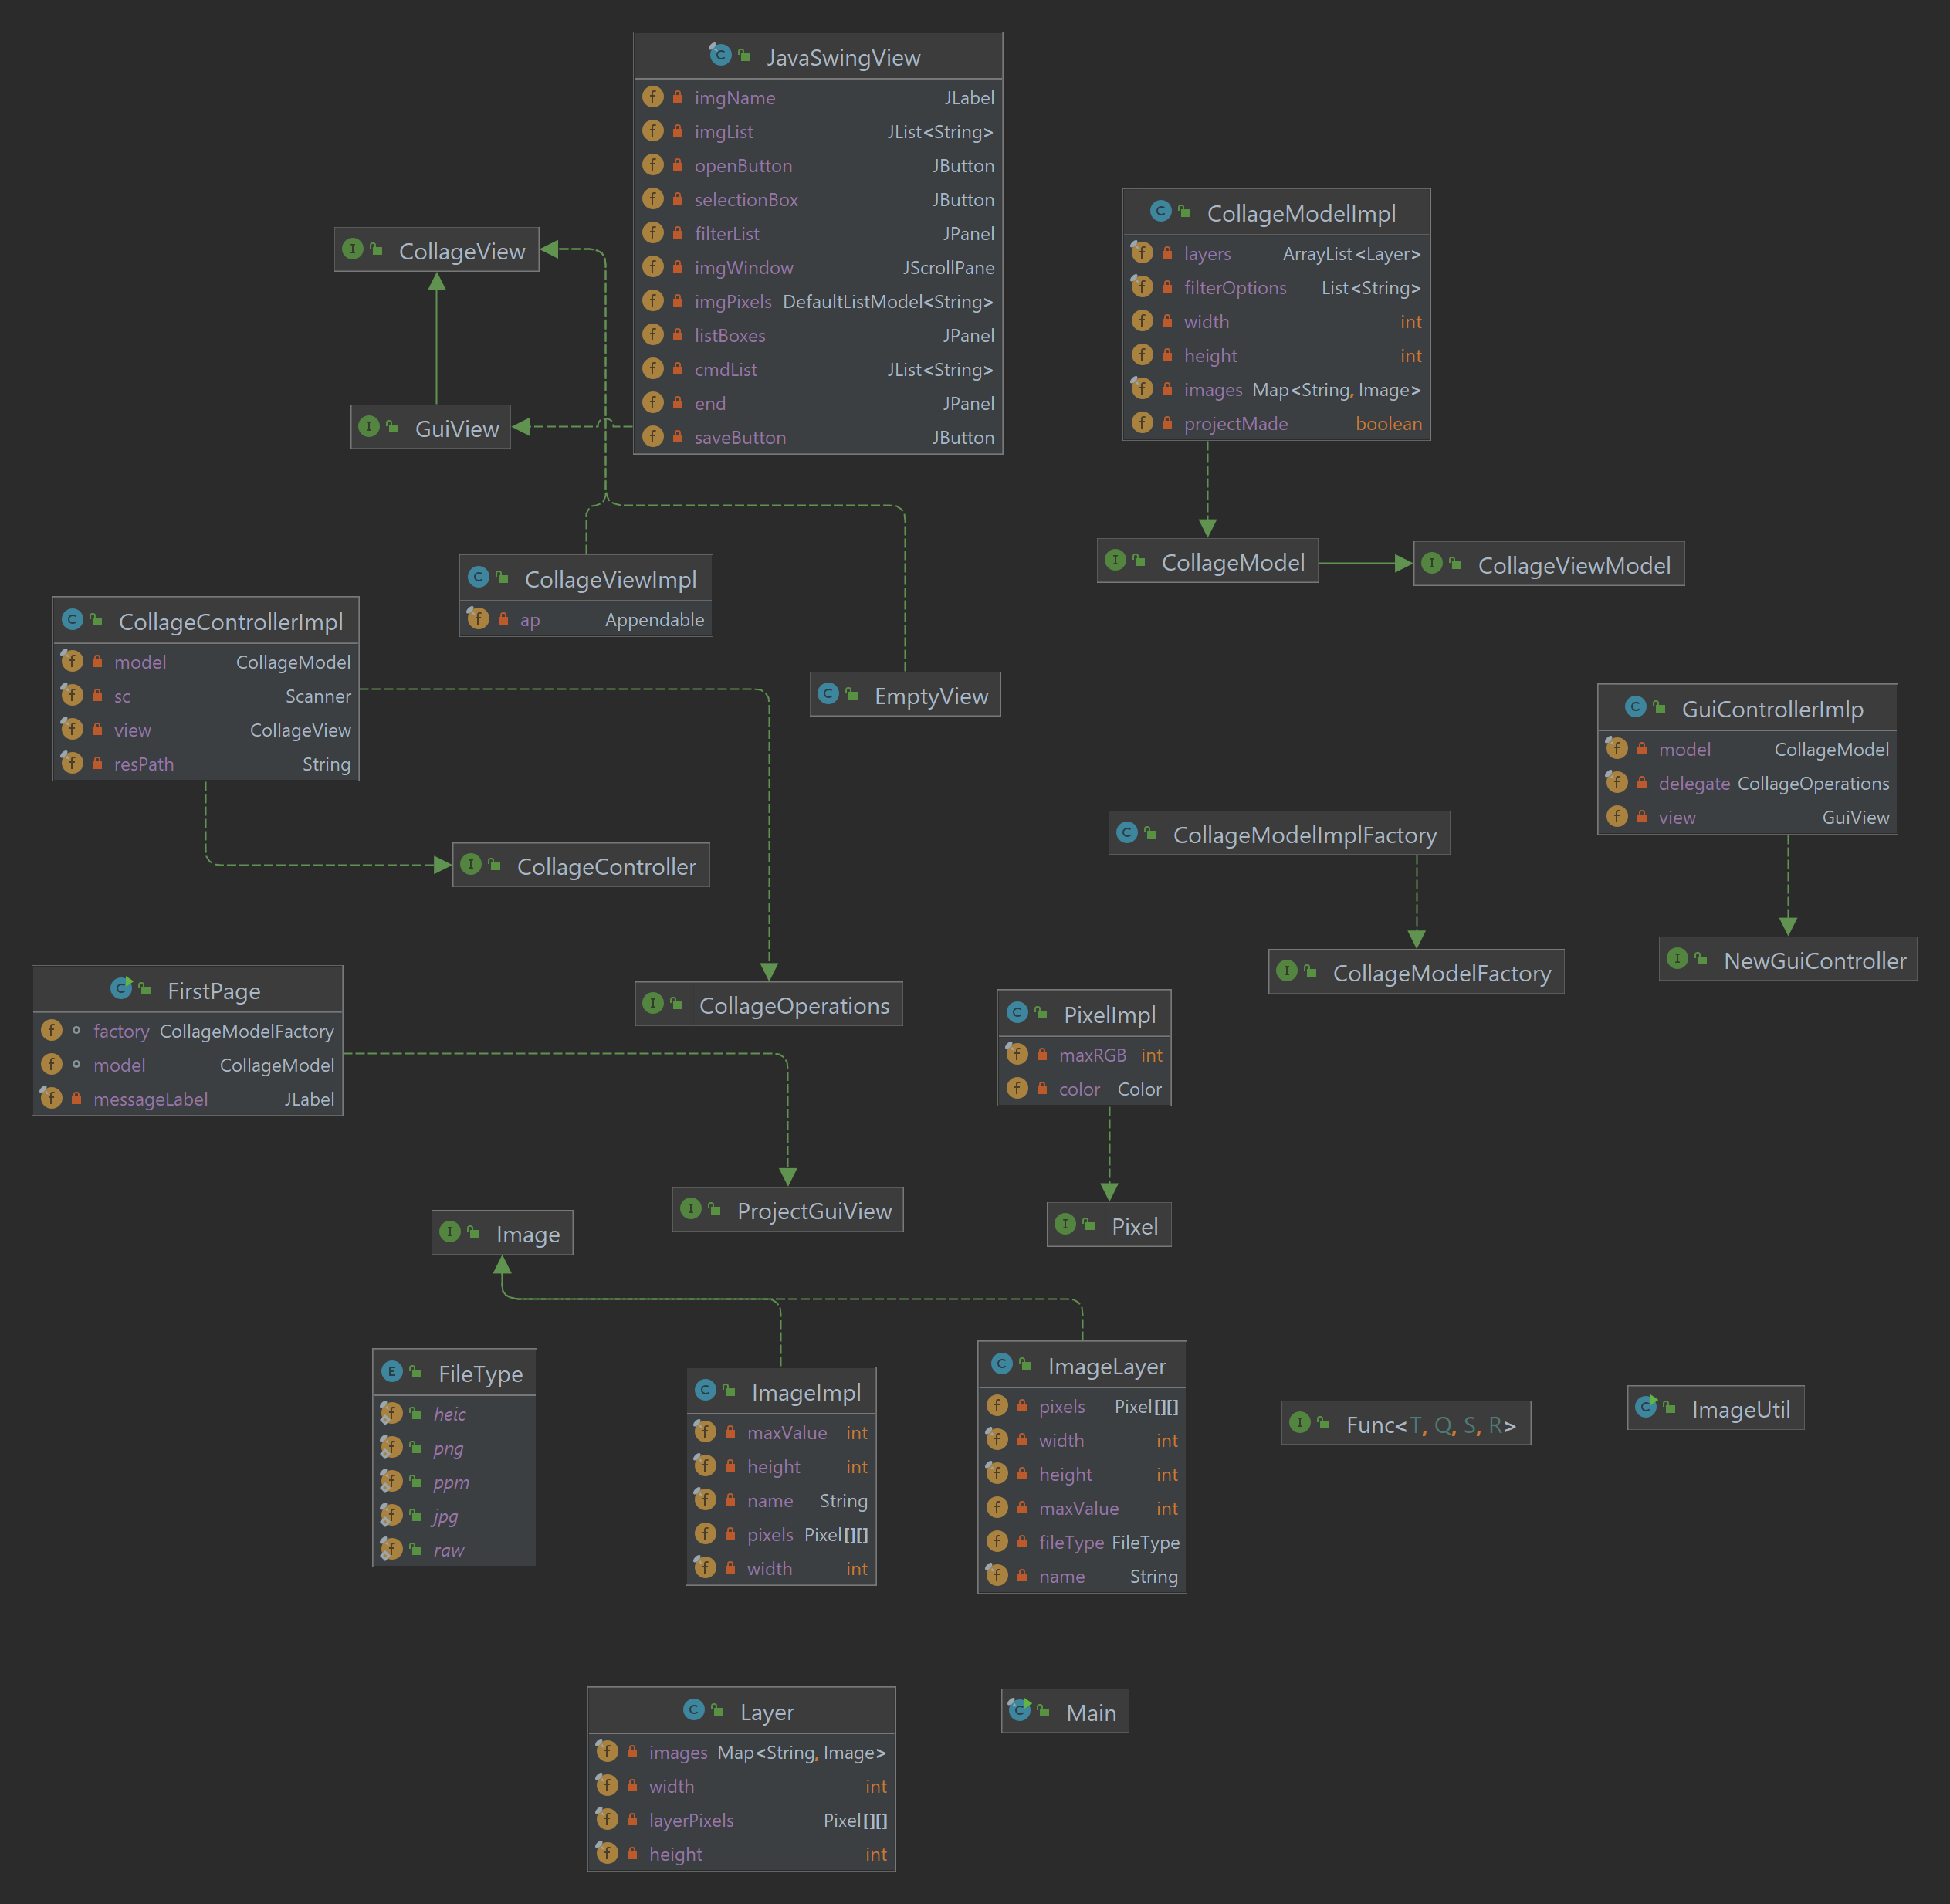 JavaSwingView
imgName JLabel
imgList JList<String>
openButton JButton
selectionBox JButton
filterList JPanel
imgWindow JScrollPane
imgPixels DefaultListModel<String>
listBoxes JPanel
cmdList JList<String>
end JPanel
saveButton JButton
CollageModelImpl
layers ArrayList<Layer>
filterOptions List<String>
width int
height int
images Map<String, Image>
projectMade boolean
CollageView
GuiView
CollageModel
CollageViewModel
CollageViewImpl
ap Appendable
CollageControllerImpl
model CollageModel
sc Scanner
view CollageView
resPath String
EmptyView
GuiControllerImlp
model CollageModel
delegate CollageOperations
view GuiView
CollageModelImplFactory
CollageController
NewGuiController
CollageModelFactory
FirstPage
factory CollageModelFactory
model CollageModel
messageLabel JLabel
CollageOperations
PixelImpl
maxRGB int
color Color
ProjectGuiView
Pixel
Image
FileType
heic
png
ppm
jpg
raw
ImageImpl
maxValue int
height int
name String
pixels Pixel[][]
width int
ImageLayer
pixels Pixel[][]
width int
height int
maxValue int
fileType FileType
name String
Func<T, Q, S, R>
ImageUtil
Layer
images Map<String, Image>
width int
layerPixels Pixel[][]
height int
Main